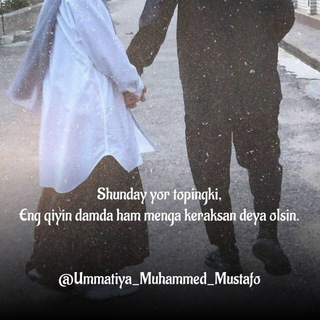 Shunday yor topingki,
Eng qiyin damda ham menga keraksan deya olsin.
@Ummatiya_Muhammed_Mustafo